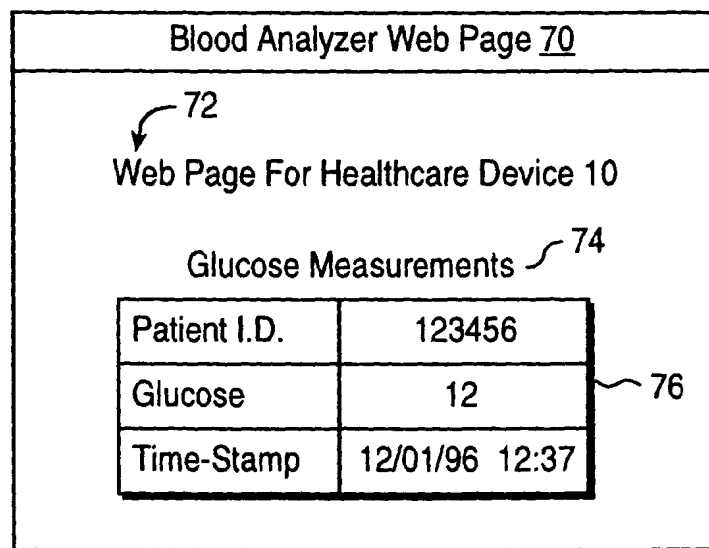 Blood Analyzer Web Page 70
72
Web Page For Healthcare Device 10
Glucose Measurements 74
Patient I.D. 123456
Glucose 12 76
Time-Stamp 12/01/96 12:37